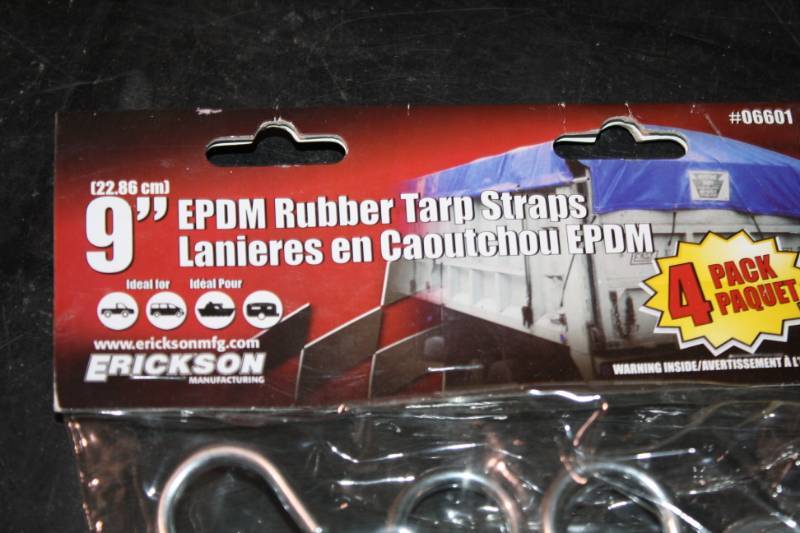 #06601
(22.86 cm)
9” EPDM Rubber Tarp Straps
Lanieres en Caoutchou EPDM
4 PACK
PAQUET
Ideal for Idéal Pour
www.ericksonmfg.com
ERICKSON
MANUFACTURING
WARNING INSIDE/AVERTISSEMENT À L'